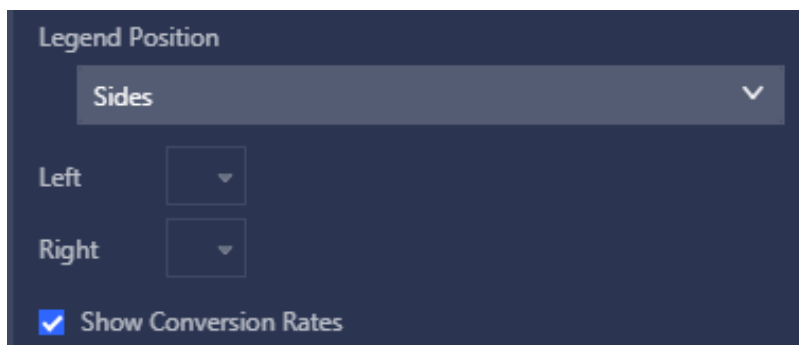 Legend Position
Sides
Left
Right
Show Conversion Rates